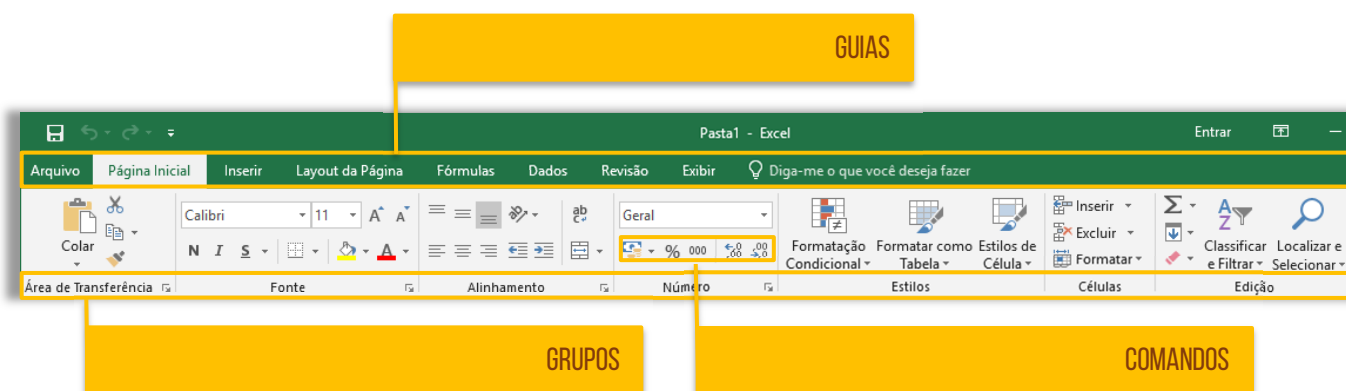 GUIAS
Pasta1 - Excel
Entrar
Arquivo Página Inicial Inserir Layout da Página Fórmulas Dados Revisão Exibir Diga-me o que você deseja fazer
Calibri 11 A A ab c Geral Inserir Σ A Z
Colar N I S A % 000 Formatação Condicional Formatar como Tabela Estilos de Célula Excluir Classificar e Filtrar Localizar e Selecionar
Formatar
Área de Transferência Fonte Alinhamento Número Estilos Células Edição
GRUPOS COMANDOS